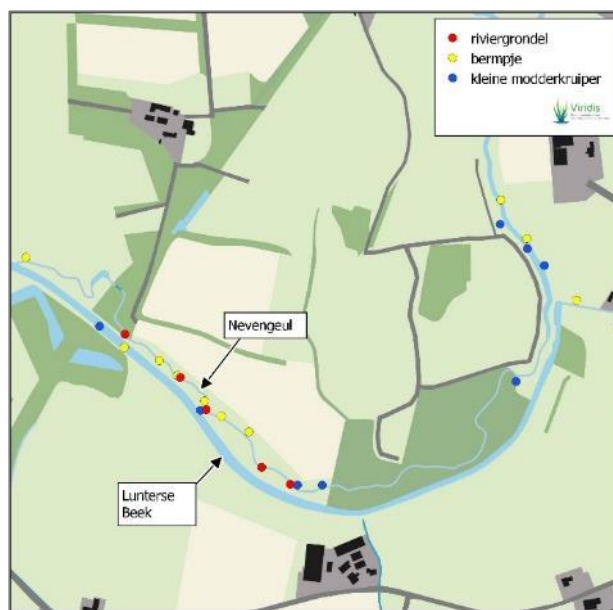 riviergrondel
bermpje
kleine modderkruiper
Viridis
Nevengeul
Lunterse
Beek